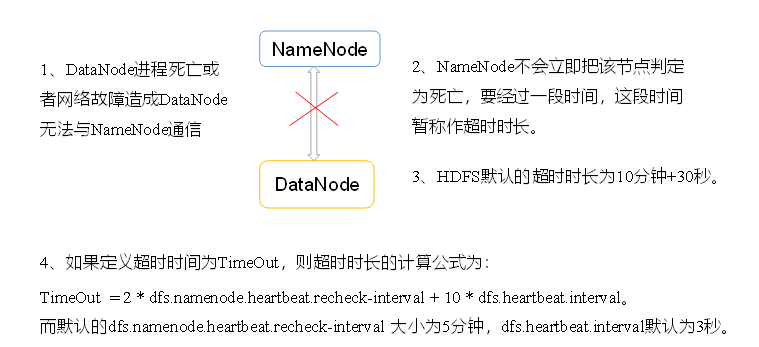 NameNode
1、DataNode进程死亡或
者网络故障造成DataNode
无法与NameNode通信
2、NameNode不会立即把该节点判定
为死亡，要经过一段时间，这段时间
暂称作超时时长。
DataNode
3、HDFS默认的超时时长为10分钟+30秒。
4、如果定义超时时间为TimeOut，则超时时长的计算公式为：
TimeOut ＝2 * dfs.namenode.heartbeat.recheck-interval + 10 * dfs.heartbeat.interval。
而默认的dfs.namenode.heartbeat.recheck-interval 大小为5分钟，dfs.heartbeat.interval默认为3秒。